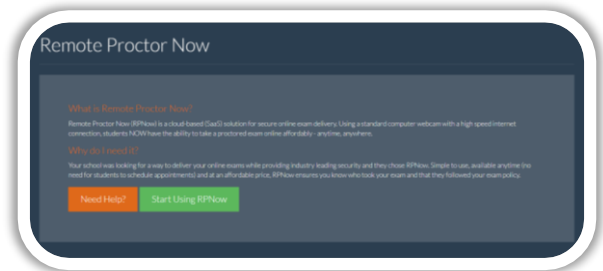 Remote Proctor Now
What is Remote Proctor Now?
Remote Proctor Now (RPNow) is a cloud-based (SaaS) solution for secure online exam delivery. Using a standard computer webcam with a high speed internet
connection, students NOW have the ability to take a proctored exam online affordably - anytime, anywhere.
Why do I need it?
Your school was looking for a way to deliver your online exams while providing industry leading security and they chose RPNow. Simple to use, available anytime (no
need for students to schedule appointments) and at an affordable price, RPNow ensures you know who took your exam and that they followed your exam policy.
Need Help?
Start Using RPNow